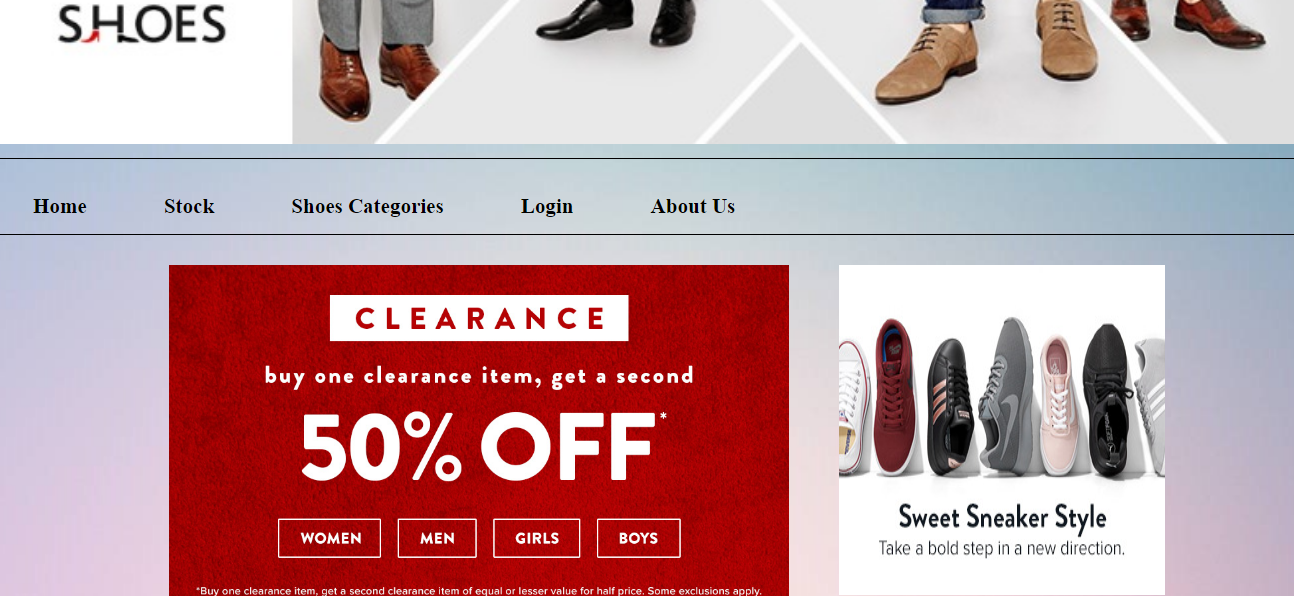 SHOES
Home Stock Shoes Categories Login About Us
CLEARANCE
buy one clearance item, get a second
50% OFF*
WOMEN MEN GIRLS BOYS
*Buy one clearance item, get a second clearance item of equal or lesser value for half price. Some exclusions apply.
Sweet Sneaker Style
Take a bold step in a new direction.